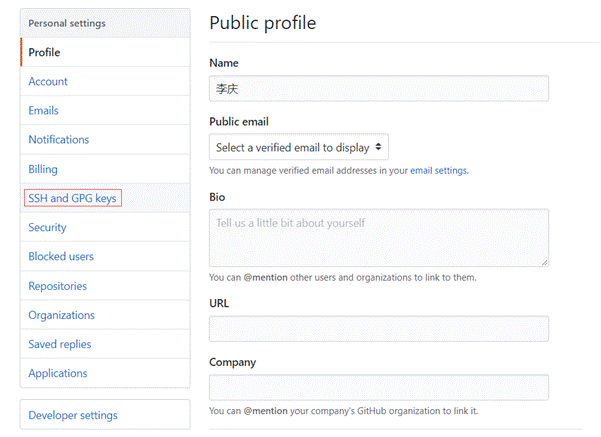 Personal settings
Profile
Account
Emails
Notifications
Billing
SSH and GPG keys
Security
Blocked users
Repositories
Organizations
Saved replies
Applications
Developer settings
Public profile
Name
李庆
Public email
Select a verified email to display
You can manage verified email addresses in your email settings.
Bio
Tell us a little bit about yourself
You can @mention other users and organizations to link to them.
URL
Company
You can @mention your company's GitHub organization to link it.